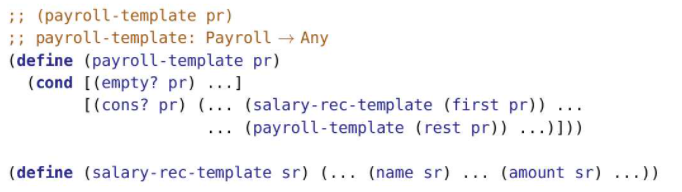 ;; (payroll-template pr)
;; payroll-template: Payroll → Any
(define (payroll-template pr)
  (cond [(empty? pr) ...]
        [(cons? pr) (... (salary-rec-template (first pr)) ...
                     ... (payroll-template (rest pr)) ...)]))

(define (salary-rec-template sr) (... (name sr) ... (amount sr) ...))